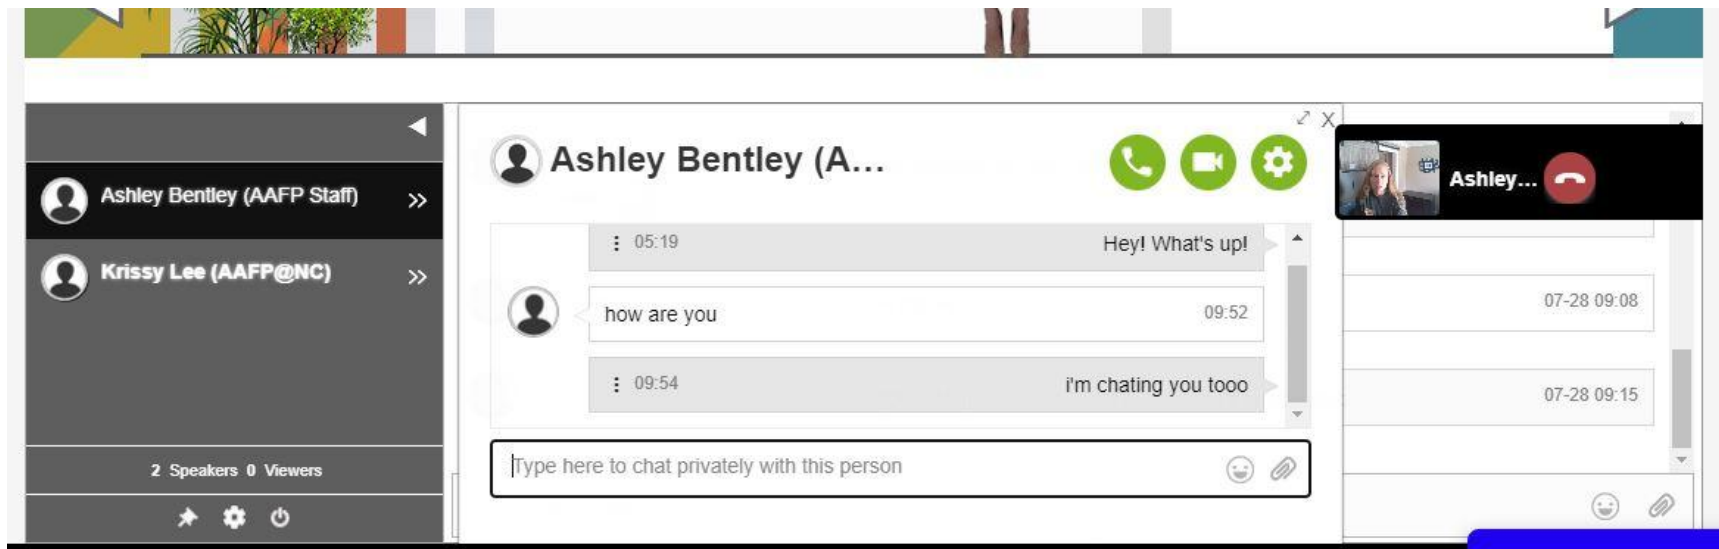 Ashley Bentley (AAFP Staff)
Krissy Lee (AAFP@NC)
2 Speakers 0 Viewers
X
Ashley Bentley (A...
05:19 Hey! What's up!
how are you 09:52
09:54 i'm chating you tooo
Type here to chat privately with this person
Ashley...
07-28 09:08
07-28 09:15